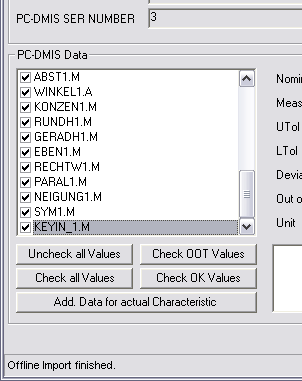 PC-DMIS SER NUMBER 3
PC-DMIS Data
ABST1.M
WINKEL1.A
KONZEN1.M
RUNDH1.M
GERADH1.M
EBEN1.M
RECHTW1.M
PARAL1.M
NEIGUNG1.M
SYM1.M
KEYIN_1.M
Nomi
Meas
UTol
LTol
Devia
Out o
Unit
Uncheck all Values Check OOT Values
Check all Values Check OK Values
Add. Data for actual Characteristic
Offline Import finished.